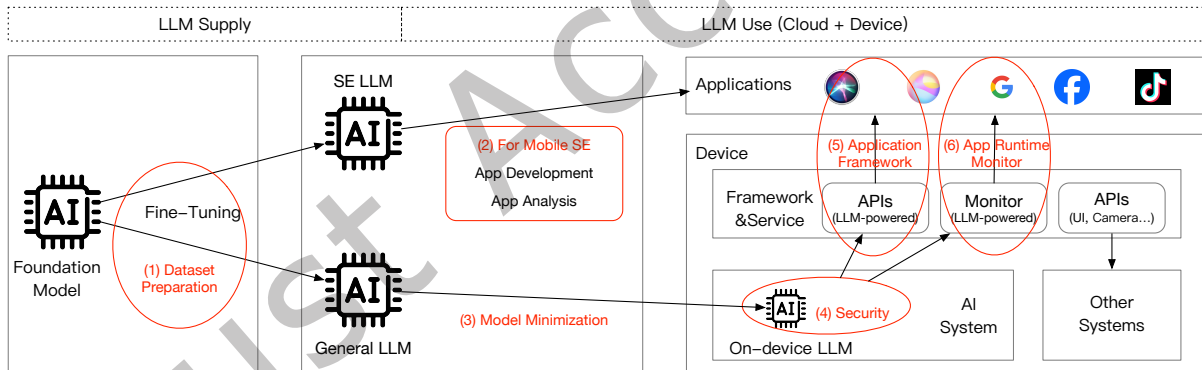 LLM Supply
LLM Use (Cloud + Device)
Foundation
Model
Fine-Tuning
(1) Dataset
Preparation
SE LLM
(2) For Mobile SE
App Development
App Analysis
General LLM
(3) Model Minimization
Applications
Device
(5) Application
Framework
(6) App Runtime
Monitor
Framework
&Service
APIs
(LLM-powered)
Monitor
(LLM-powered)
APIs
(UI, Camera...)
AI
(4) Security
On-device LLM
AI
System
Other
Systems
AI
AI
AI
G
Just Acc